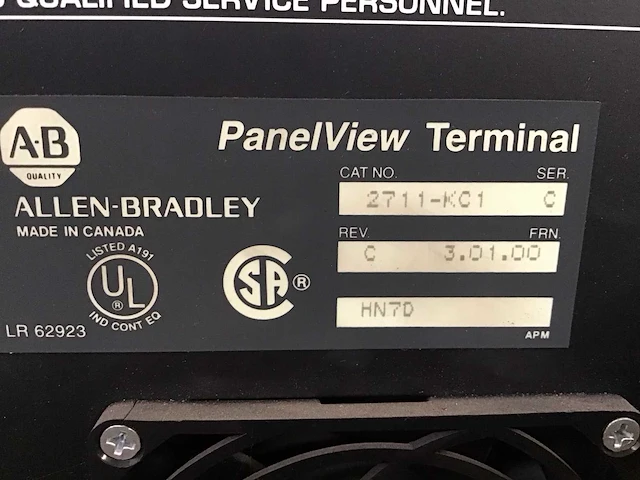 QUALIFIED SERVICE PERSONNEL.
A·B
QUALITY
PanelView Terminal
CAT NO. SER.
2711-KC1 C
ALLEN-BRADLEY
MADE IN CANADA
REV. FRN.
C 3.01.00
LISTED A191
UL ®
IND CONT EQ
SA ®
HN7D
LR 62923
APM